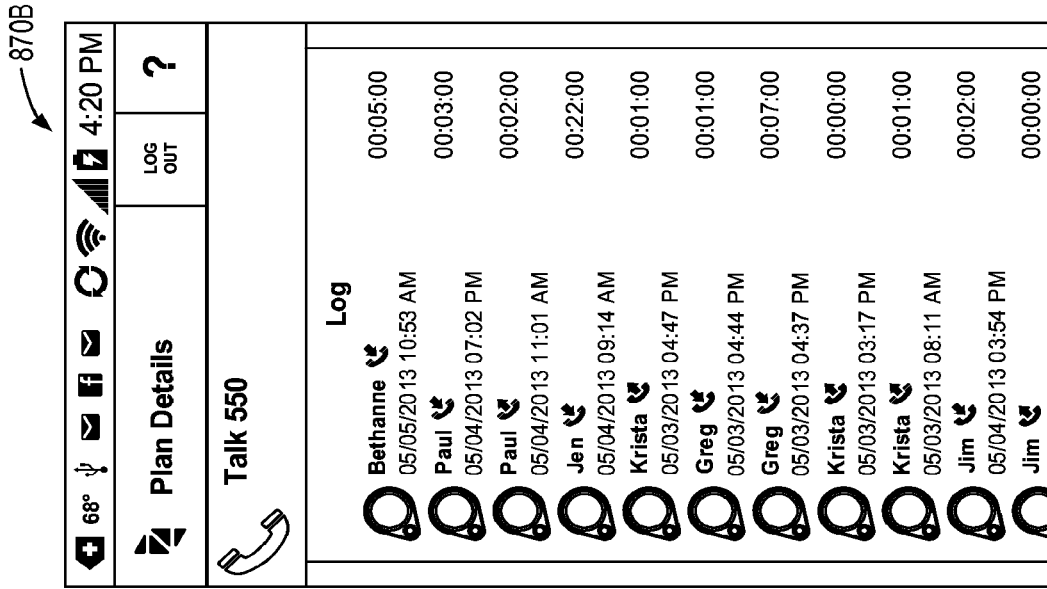 870B
68° f 4:20 PM
Plan Details LOG OUT ?
Talk 550
Log
Bethanne 00:05:00
05/05/2013 10:53 AM
Paul 00:03:00
05/04/2013 07:02 PM
Paul 00:02:00
05/04/2013 11:01 AM
Jen 00:22:00
05/04/2013 09:14 AM
Krista 00:01:00
05/03/2013 04:47 PM
Greg 00:01:00
05/03/2013 04:44 PM
Greg 00:07:00
05/03/2013 04:37 PM
Krista 00:00:00
05/03/2013 03:17 PM
Krista 00:01:00
05/03/2013 08:11 AM
Jim 00:02:00
05/04/2013 03:54 PM
Jim 00:00:00